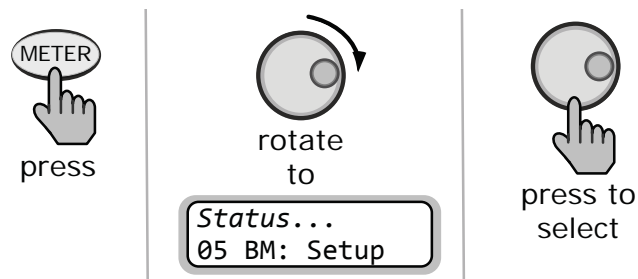 METER
press
rotate
to
Status...
05 BM: Setup
press to
select